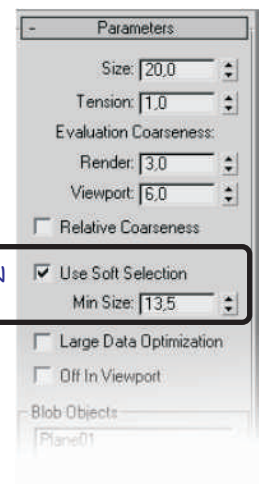 - Parameters
Size: 20,0
Tension: 1,0
Evaluation Coarseness:
Render: 3,0
Viewport: 6,0
Relative Coarseness
Use Soft Selection
Min Size: 13,5
Large Data Optimization
Off In Viewport
Blob Objects
Plane01